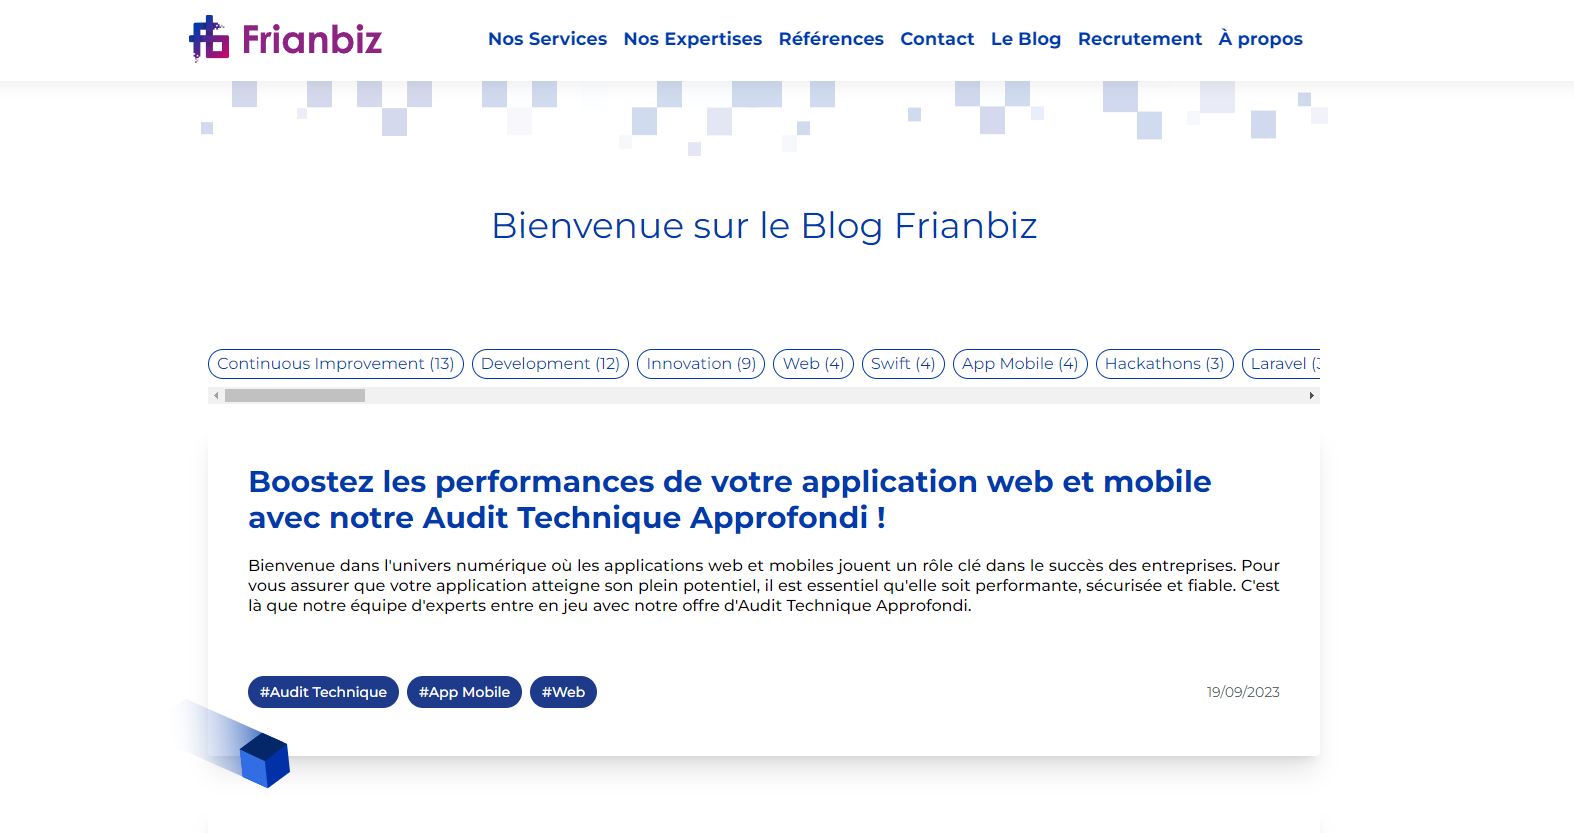 Frianbiz
Nos Services Nos Expertises Références Contact Le Blog Recrutement À propos
Bienvenue sur le Blog Frianbiz
Continuous Improvement (13) Development (12) Innovation (9) Web (4) Swift (4) App Mobile (4) Hackathons (3) Laravel (
Boostez les performances de votre application web et mobile
avec notre Audit Technique Approfondi !
Bienvenue dans l'univers numérique où les applications web et mobiles jouent un rôle clé dans le succès des entreprises. Pour
vous assurer que votre application atteigne son plein potentiel, il est essentiel qu'elle soit performante, sécurisée et fiable. C'est
là que notre équipe d'experts entre en jeu avec notre offre d'Audit Technique Approfondi.
#Audit Technique #App Mobile #Web 19/09/2023